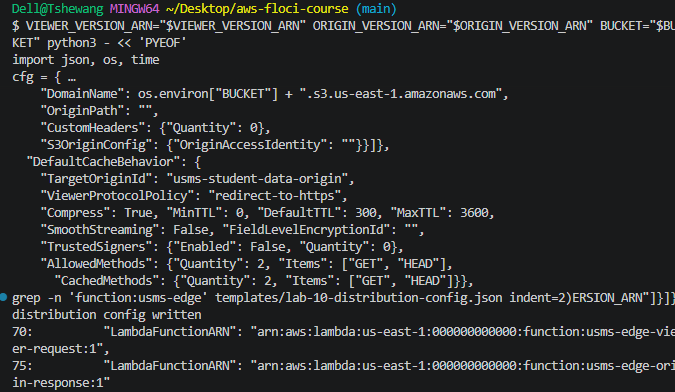 Dell@Tshewang MINGW64 ~/Desktop/aws-floci-course (main)
$ VIEWER_VERSION_ARN="$VIEWER_VERSION_ARN" ORIGIN_VERSION_ARN="$ORIGIN_VERSION_ARN" BUCKET="$BU
KET" python3 - << 'PYEOF'
import json, os, time
cfg = { …
    "DomainName": os.environ["BUCKET"] + ".s3.us-east-1.amazonaws.com",
    "OriginPath": "",
    "CustomHeaders": {"Quantity": 0},
    "S3OriginConfig": {"OriginAccessIdentity": ""}}]},
  "DefaultCacheBehavior": {
    "TargetOriginId": "usms-student-data-origin",
    "ViewerProtocolPolicy": "redirect-to-https",
    "Compress": True, "MinTTL": 0, "DefaultTTL": 300, "MaxTTL": 3600,
    "SmoothStreaming": False, "FieldLevelEncryptionId": "",
    "TrustedSigners": {"Enabled": False, "Quantity": 0},
    "AllowedMethods": {"Quantity": 2, "Items": ["GET", "HEAD"],
      "CachedMethods": {"Quantity": 2, "Items": ["GET", "HEAD"]}},
grep -n 'function:usms-edge' templates/lab-10-distribution-config.json indent=2)ERSION_ARN"]}]}
distribution config written
70:          "LambdaFunctionARN": "arn:aws:lambda:us-east-1:000000000000:function:usms-edge-vie
er-request:1",
75:          "LambdaFunctionARN": "arn:aws:lambda:us-east-1:000000000000:function:usms-edge-ori
in-response:1"